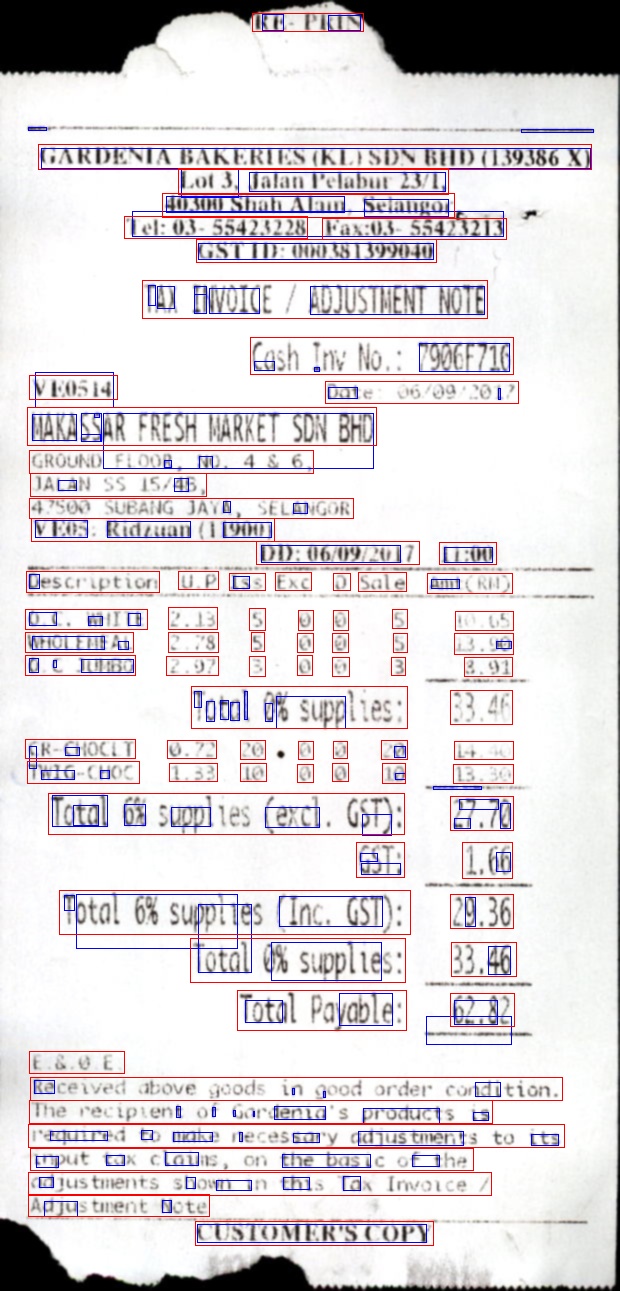 RE-PRIN
GARDENIA BAKERIES (KL) SDN BHD (139386 X)
Lot 3, Jalan Pelabur 23/1,
40300 Shah Alam, Selangor
Tel: 03- 55423228 Fax:03- 55423213
GST ID: 000381399040
TAX INVOICE / ADJUSTMENT NOTE
Cash Inv No.: 7906F710
VE0514 Date: 06/09/2017
MAKASSAR FRESH MARKET SDN BHD
GROUND FLOOR, NO. 4 & 6,
JALAN SS 15/4B,
47500 SUBANG JAYA, SELANGOR
VE05: Ridzuan (11900)
DD: 06/09/2017 11:00
Description U.P Iss Exc D Sale Amt(RM)
O.C. WHITE 2.13 5 0 0 5 10.65
WHOLEMEAL 2.78 5 0 0 5 13.90
O.C JUMBO 2.97 3 0 0 3 8.91
Total 0% supplies: 33.46
CR-CHOCLT 0.72 20 0 0 20 14.40
TWIG-CHOC 1.33 10 0 0 10 13.30
Total 6% supplies (excl. GST): 27.70
GST: 1.66
Total 6% supplies (Inc. GST): 29.36
Total 0% supplies: 33.46
Total Payable: 62.82
E.&.O.E.
Received above goods in good order condition.
The recipient of Gardenia's products is
required to make necessary adjustments to its
input tax claims, on the basic of the
adjustments shown in this Tax Invoice /
Adjustment Note
CUSTOMER'S COPY